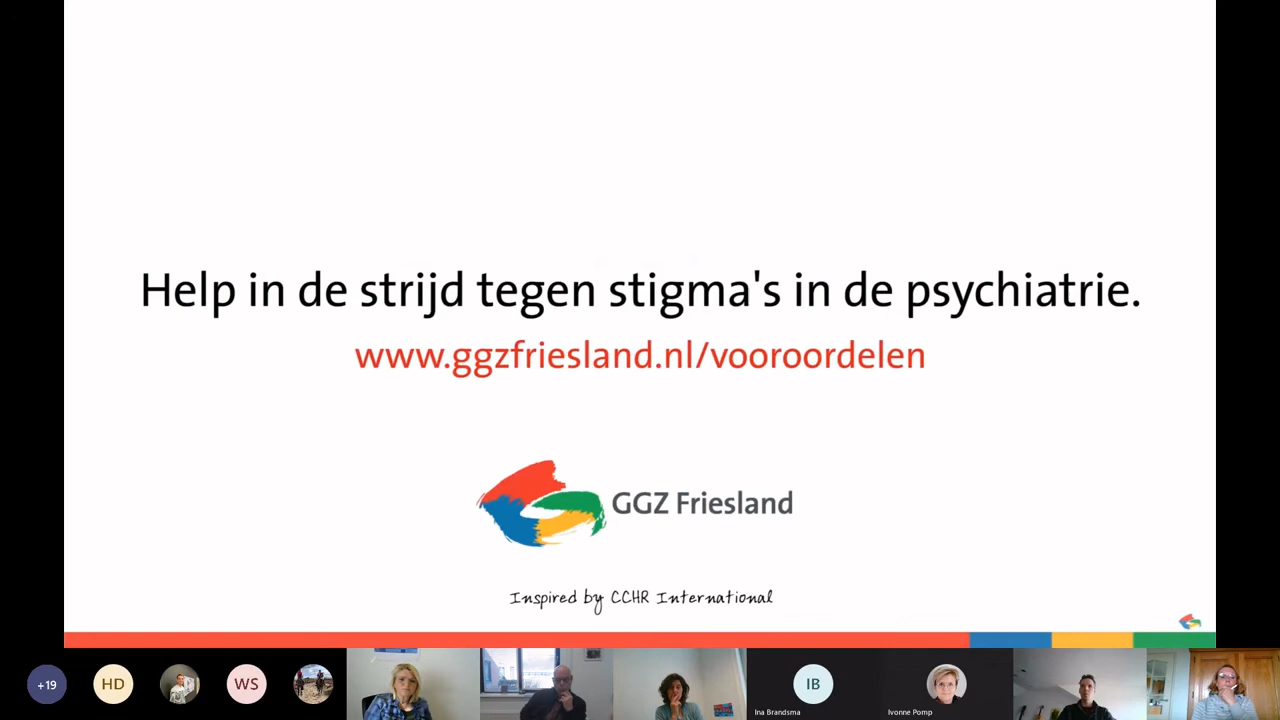 Help in de strijd tegen stigma's in de psychiatrie.
www.ggzfriesland.nl/vooroordelen
GGZ Friesland
Inspired by CCHR International
+19
HD
WS
IB
Ina Brandsma
Ivonne Pomp